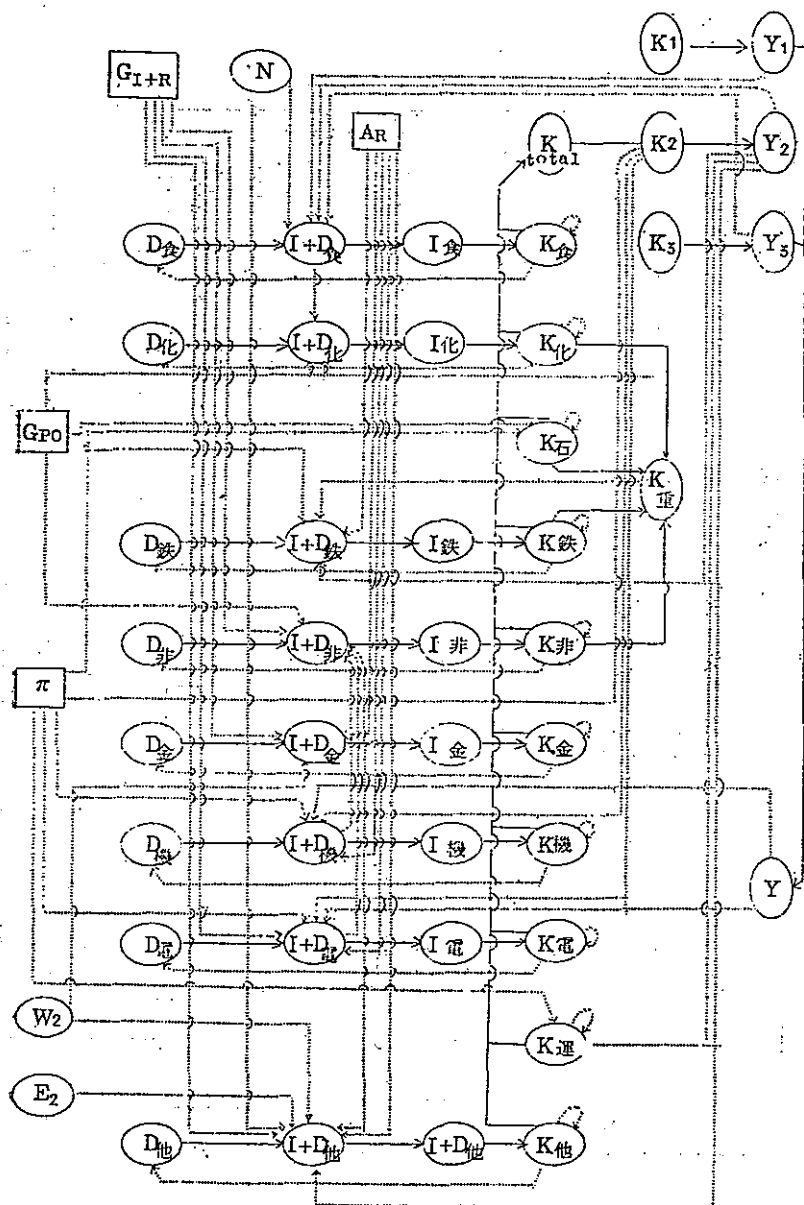 K1 Y1
GI+R N
AR K total K2 Y2
D食 I+D食 I食 K食 K3 Y3
D化 I+D化 I化 K化
GPO K石
K重
D鉄 I+D鉄 I鉄 K鉄
D非 I+D非 I非 K非
π
D金 I+D金 I金 K金
D機 I+D機 I機 K機
Y
D電 I+D電 I電 K電
W2
K運
E2
D他 I+D他 I+D他 K他